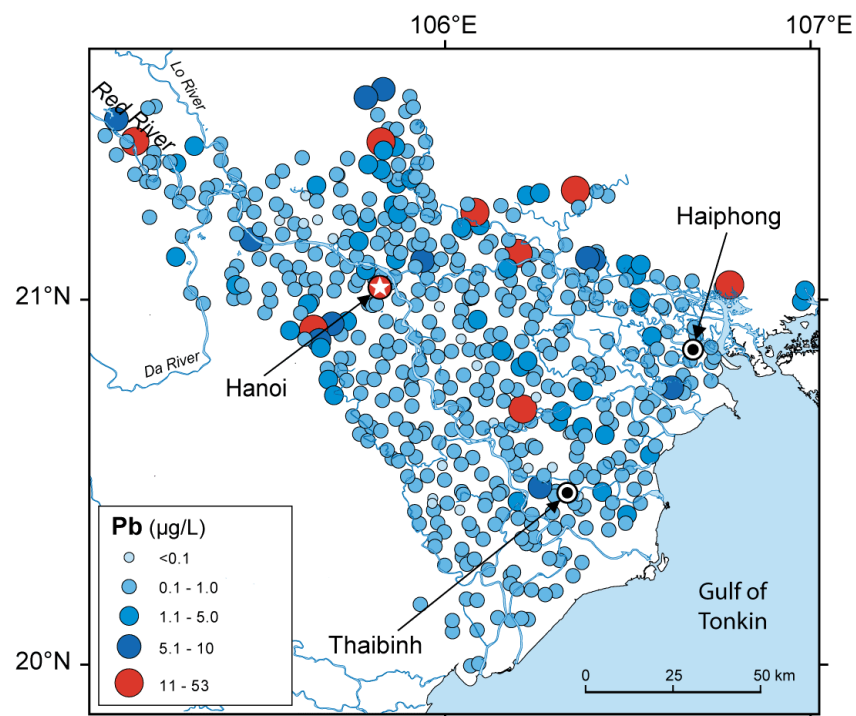 106°E
107°E
Lo River
Red River
Haiphong
21°N
Da River
Hanoi
Pb (µg/L)
<0.1
0.1 - 1.0
1.1 - 5.0
5.1 - 10
11 - 53
Gulf of
Tonkin
Thaibinh
20°N
0 25 50 km